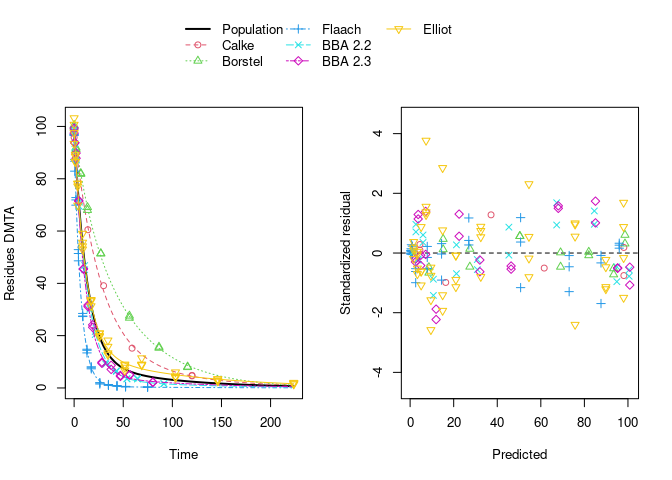 Population Flaach Elliot
Calke BBA 2.2
Borstel BBA 2.3
Residues DMTA
100
80
60
40
20
0
0 50 100 150 200
Time
Standardized residual
4
2
0
-2
-4
0 20 40 60 80 100
Predicted